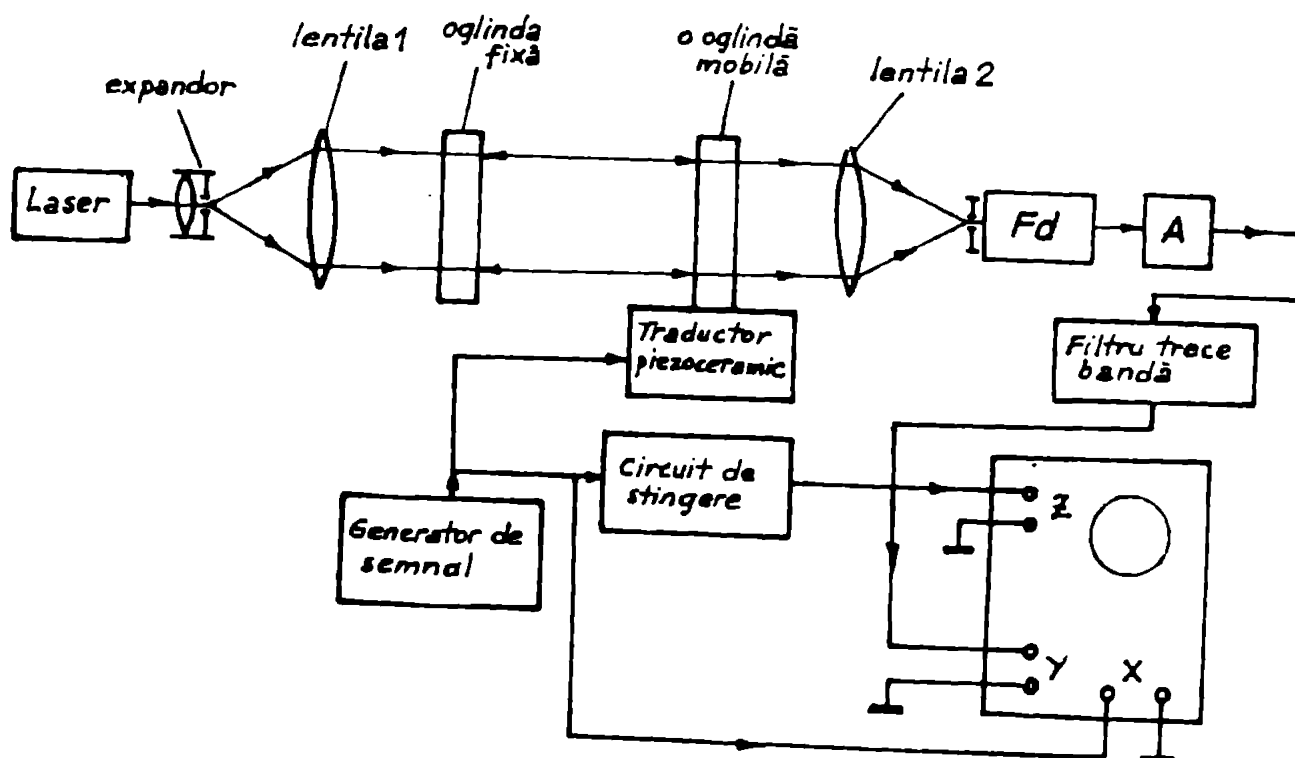 lentila 1
oglinda
fixă
o oglindă
mobilă
lentila 2
expandor
Laser
Fd
A
Traductor
piezoceramic
Filtru trece
bandă
Circuit de
stingere
Generator de
semnal
Z
Y
X